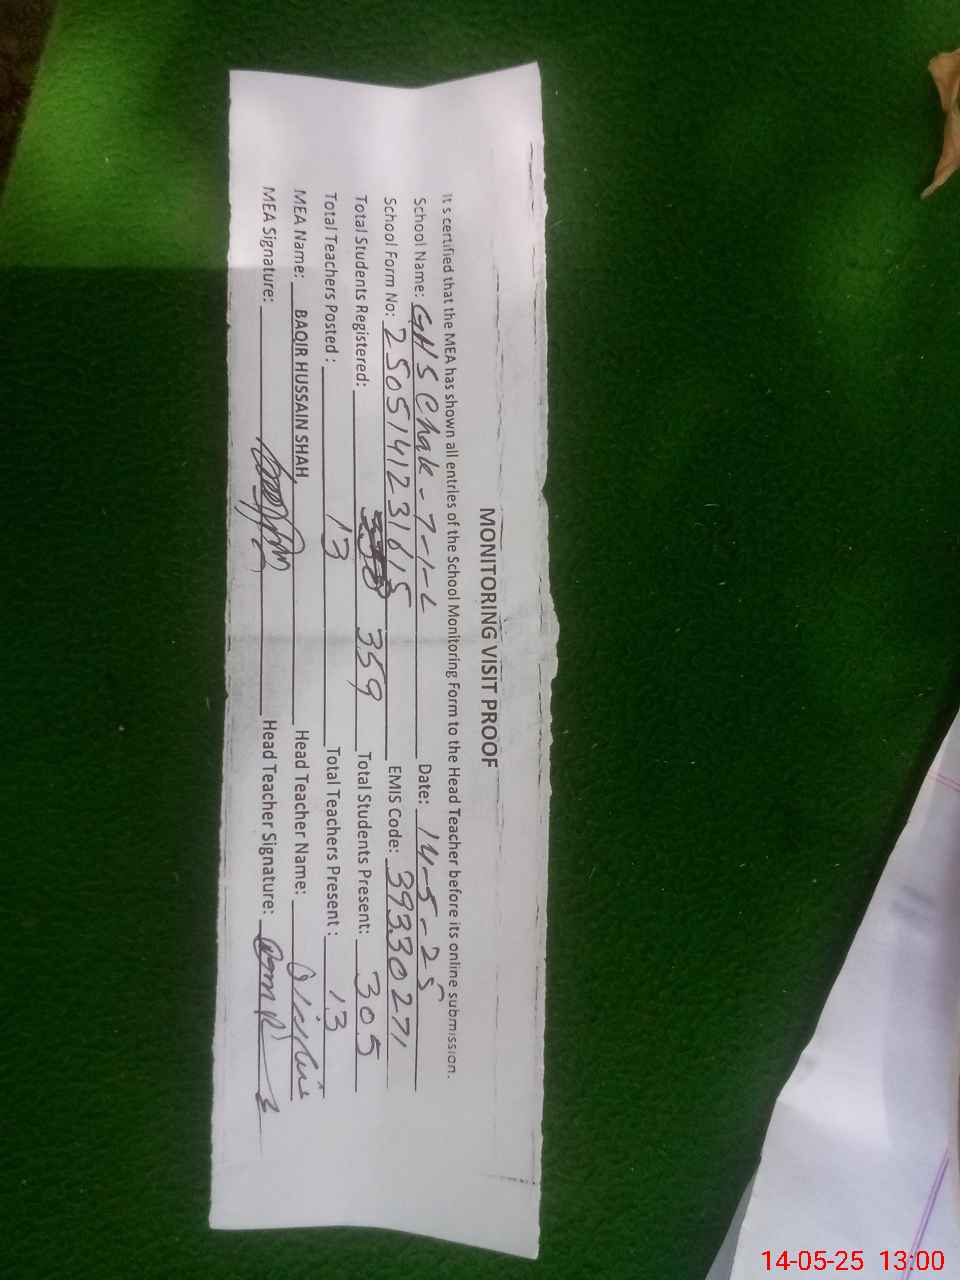 MONITORING VISIT PROOF
It s certified that the MEA has shown all entries of the School Monitoring Form to the Head Teacher before its online submission.
School Name: GHS Chak-7-1-L Date: 14-5-25
School Form No: 2505141231615 EMIS Code: 39330271
Total Students Registered: 359 Total Students Present: 305
Total Teachers Posted : 13 Total Teachers Present : 13
MEA Name: BAQIR HUSSAIN SHAH Head Teacher Name:
MEA Signature: Head Teacher Signature:
14-05-25 13:00